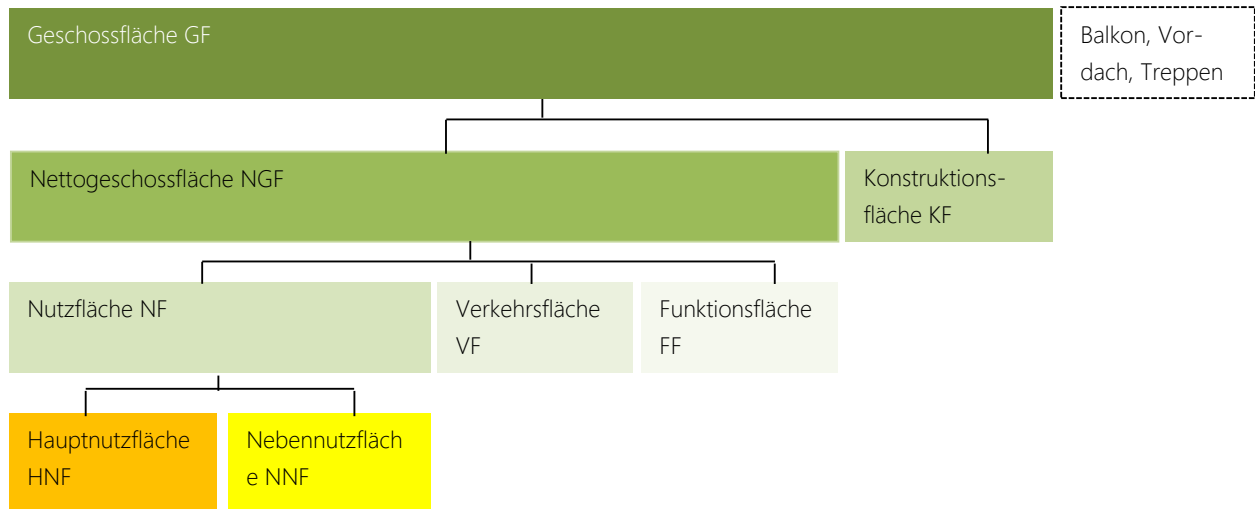 Geschossfläche GF
Balkon, Vor-
dach, Treppen
Nettogeschossfläche NGF
Konstruktions-
fläche KF
Nutzfläche NF
Verkehrsfläche
VF
Funktionsfläche
FF
Hauptnutzfläche
HNF
Nebennutzfläch
e NNF